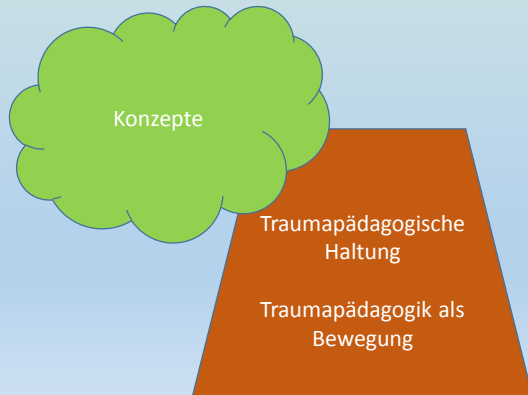 Konzepte
Traumapädagogische
Haltung
Traumapädagogik als
Bewegung